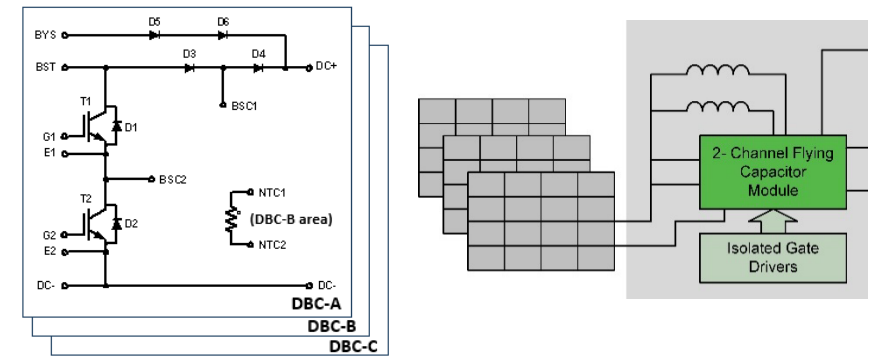 D5
D6
BYS
BST
D3
D4
DC+
BSC1
T1
D1
G1
E1
BSC2
T2
NTC1
(DBC-B area)
D2
G2
E2
NTC2
DC-
DC-
DBC-A
DBC-B
DBC-C
2- Channel Flying
Capacitor
Module
Isolated Gate
Drivers